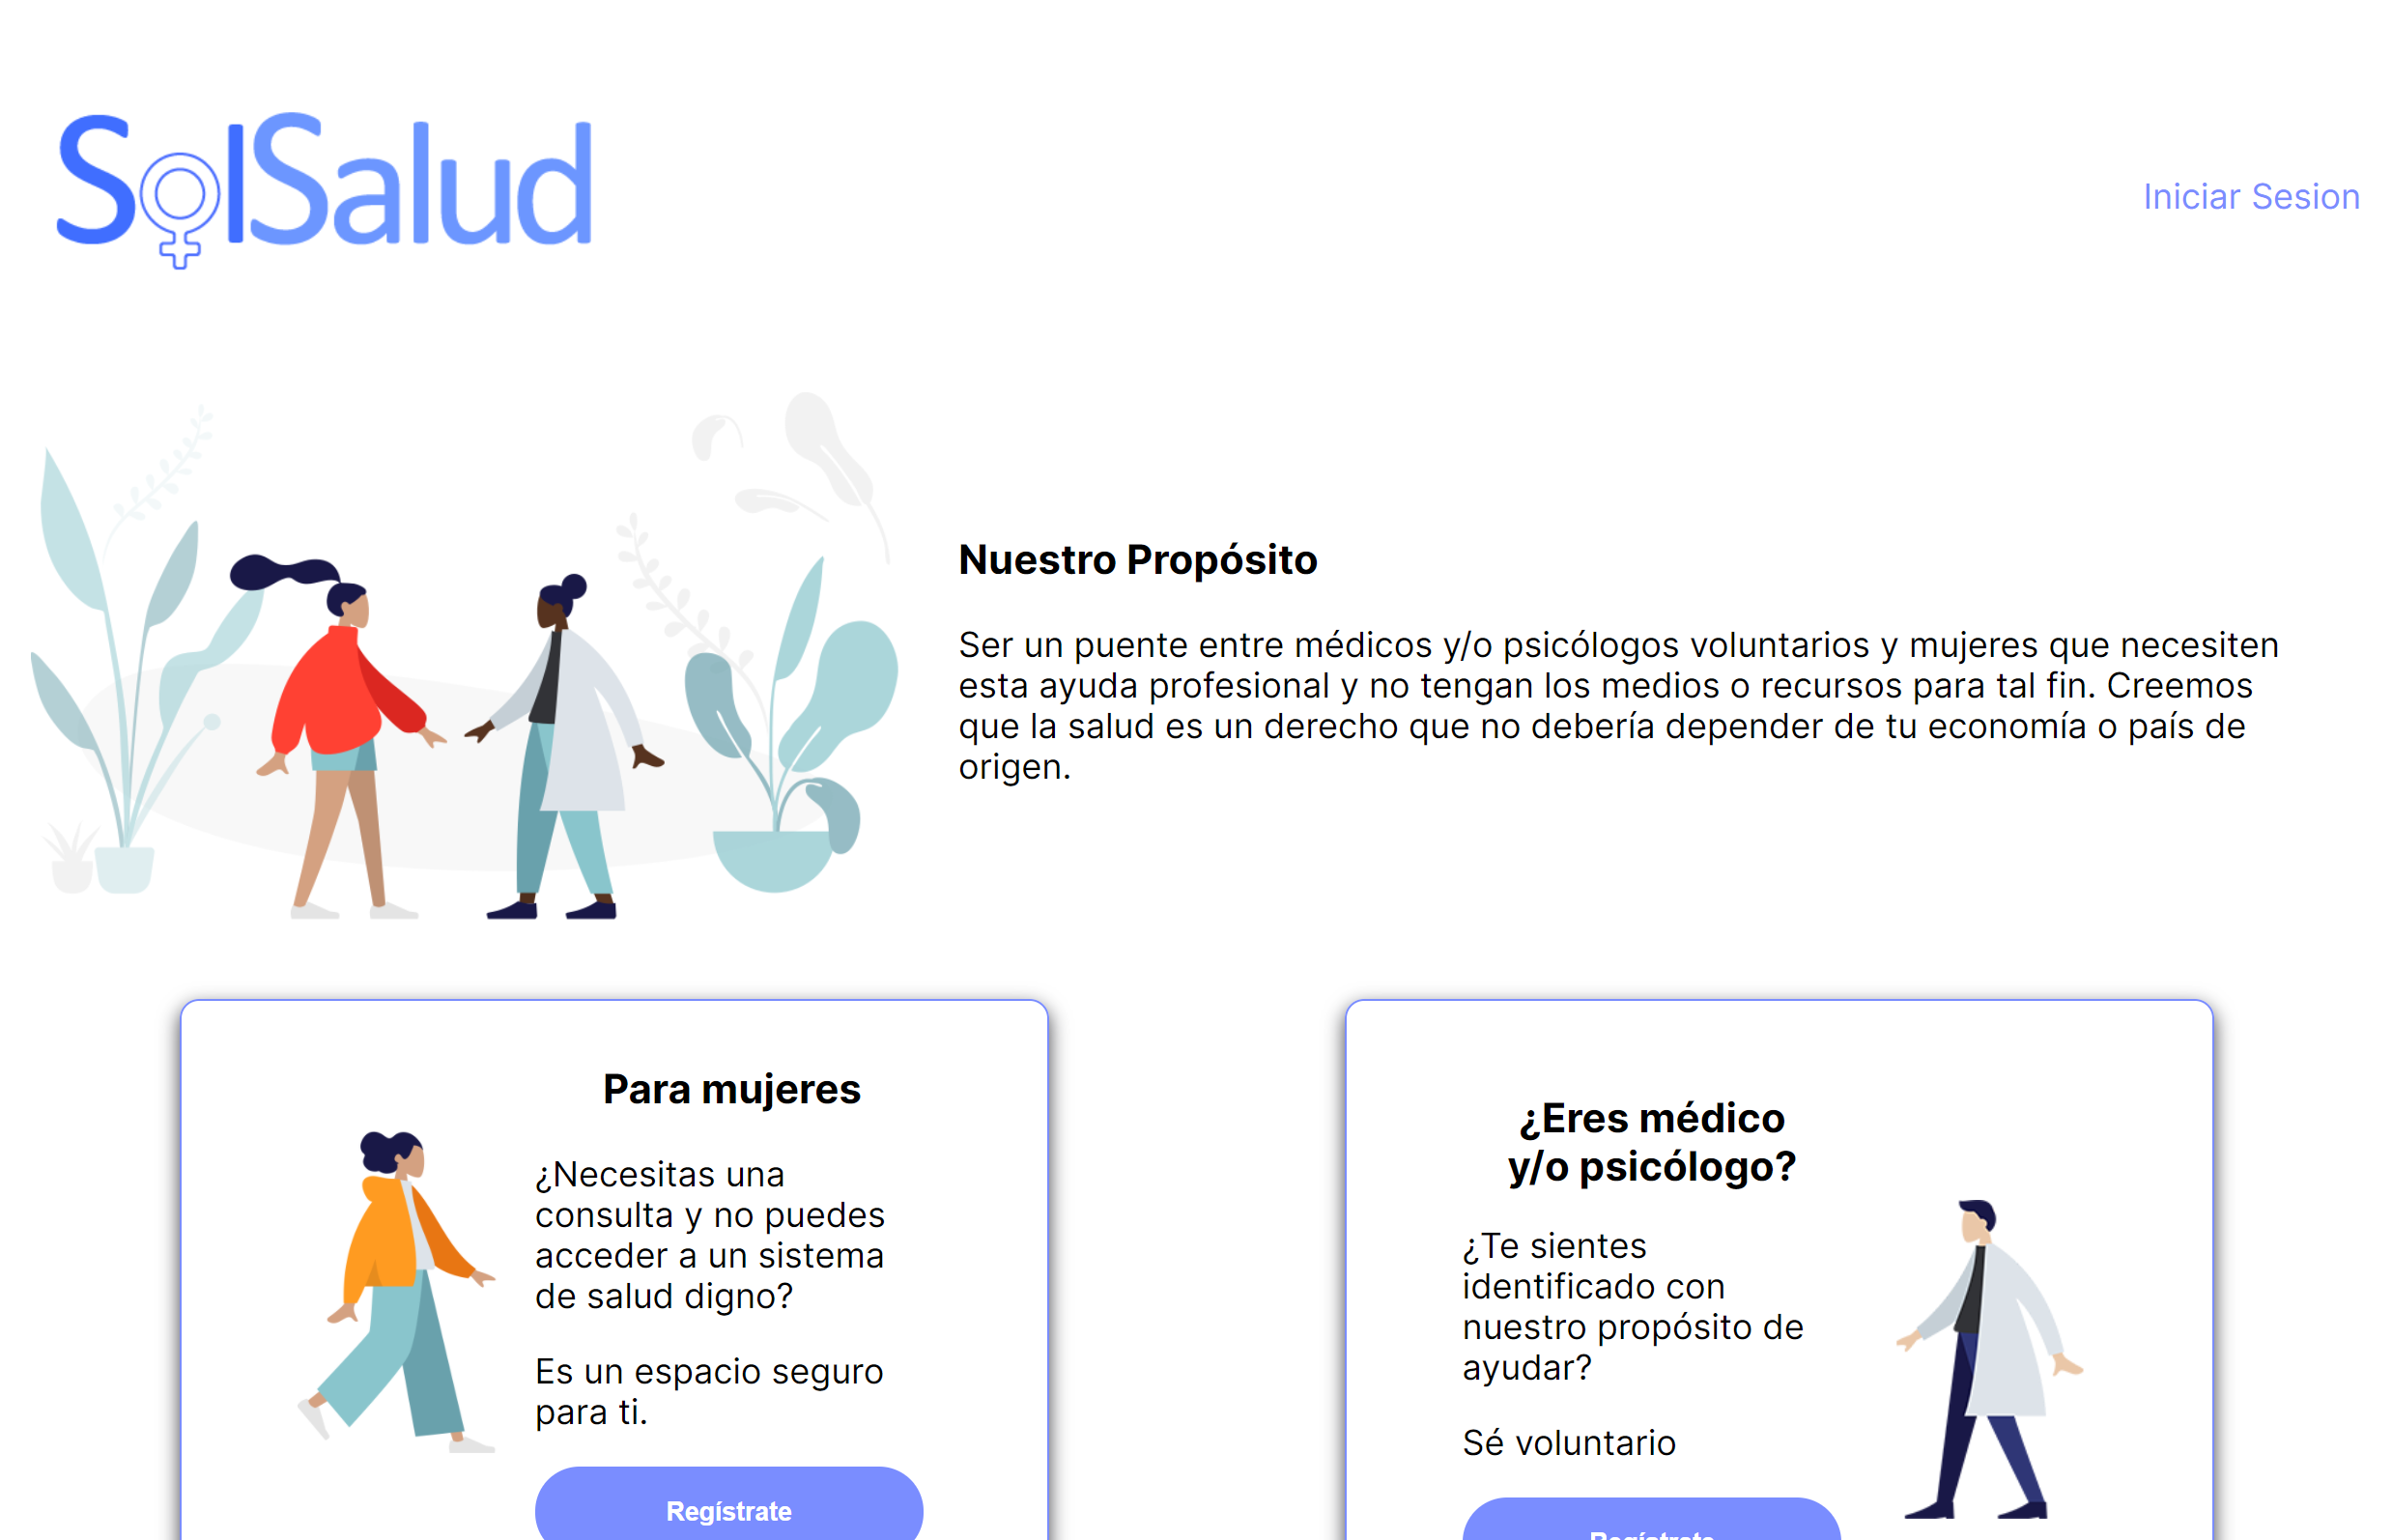 SolSalud
Iniciar Sesion
Nuestro Propósito
Ser un puente entre médicos y/o psicólogos voluntarios y mujeres que necesiten
esta ayuda profesional y no tengan los medios o recursos para tal fin. Creemos
que la salud es un derecho que no debería depender de tu economía o país de
origen.
Para mujeres
¿Necesitas una
consulta y no puedes
acceder a un sistema
de salud digno?
Es un espacio seguro
para ti.
Regístrate
¿Eres médico
y/o psicólogo?
¿Te sientes
identificado con
nuestro propósito de
ayudar?
Sé voluntario
Regístrate